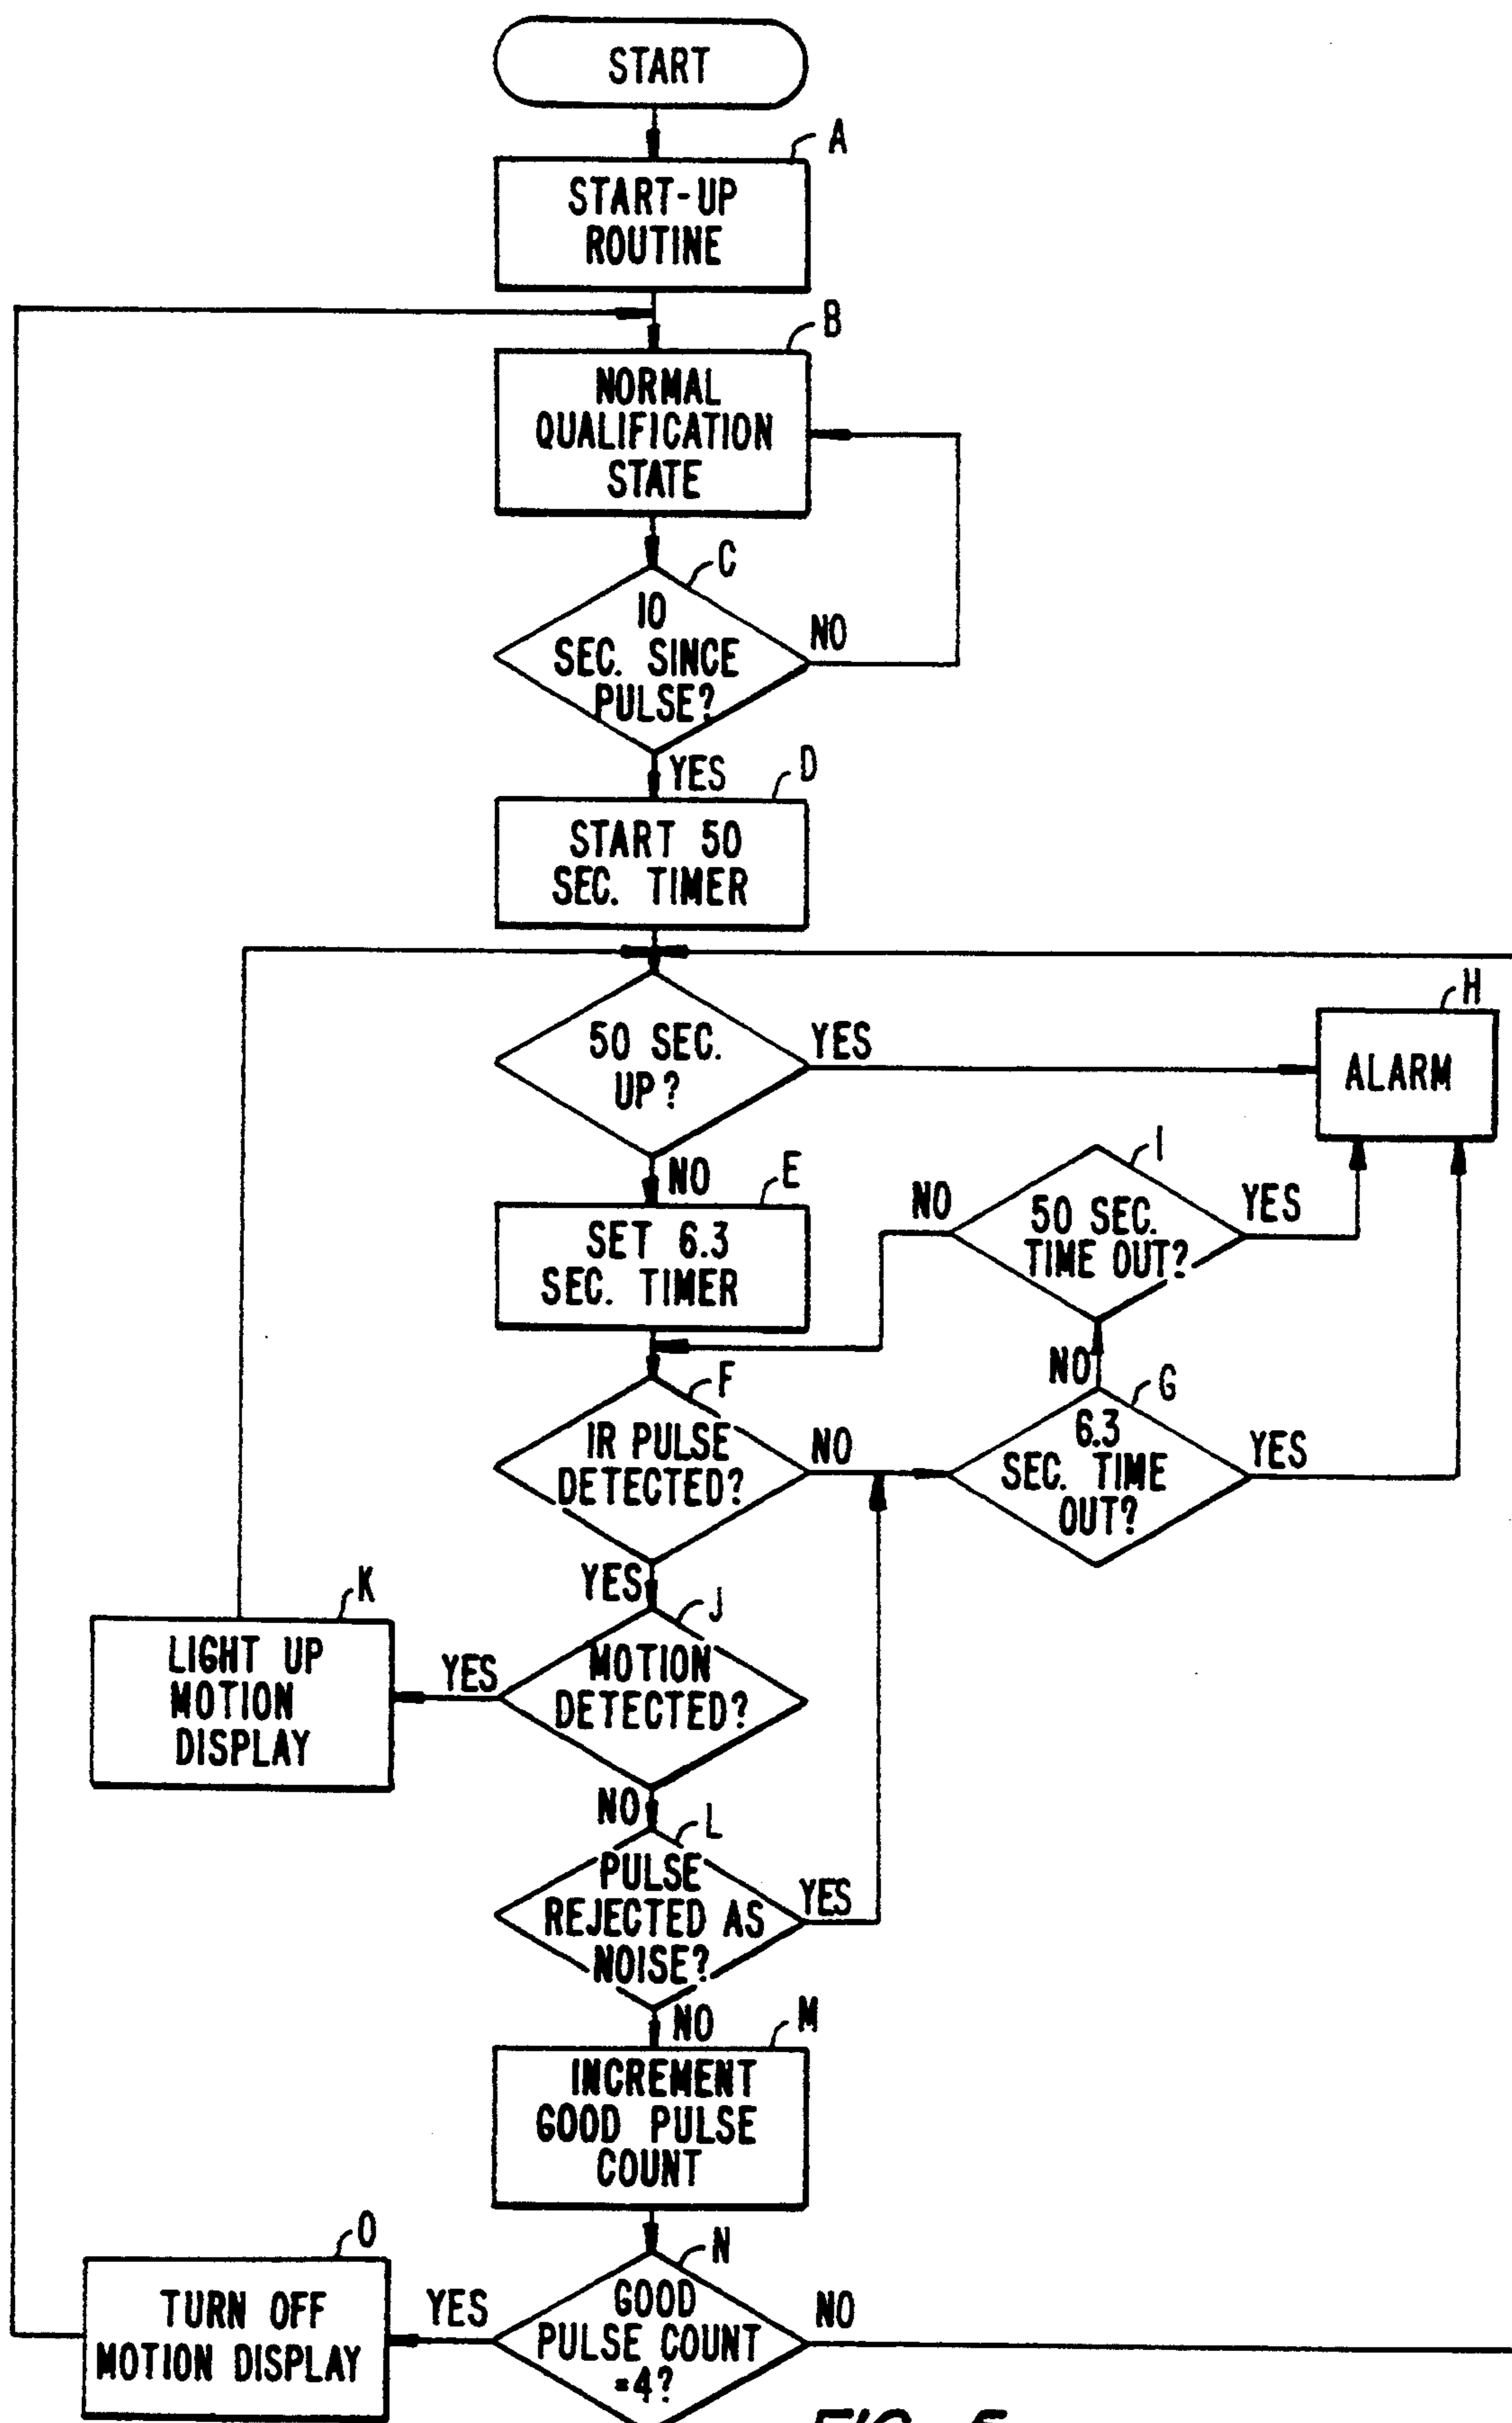 START
A
START-UP
ROUTINE
B
NORMAL
QUALIFICATION
STATE
C
10
SEC. SINCE
PULSE?
NO
YES
D
START 50
SEC. TIMER
50 SEC.
UP?
YES
H
ALARM
NO
E
SET 6.3
SEC. TIMER
I
50 SEC.
TIME OUT?
NO
YES
F
IR PULSE
DETECTED?
NO
NO
G
6.3
SEC. TIME
OUT?
YES
YES
J
MOTION
DETECTED?
YES
K
LIGHT UP
MOTION
DISPLAY
NO
L
PULSE
REJECTED AS
NOISE?
YES
NO
M
INCREMENT
GOOD PULSE
COUNT
N
GOOD
PULSE COUNT
=4?
YES
NO
O
TURN OFF
MOTION DISPLAY